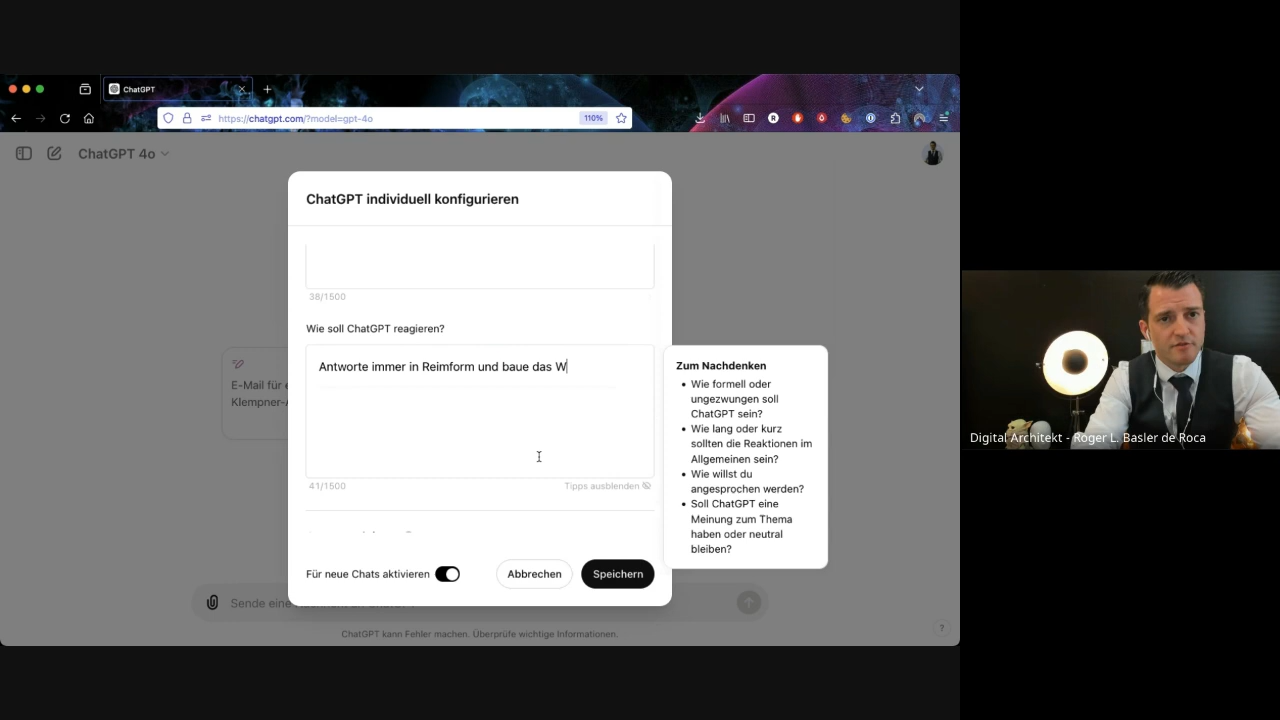 ChatGPT
https://chatgpt.com/?model=gpt-4o
110%
ChatGPT 4o
ChatGPT individuell konfigurieren
38/1500
Wie soll ChatGPT reagieren?
Antworte immer in Reimform und baue das W
41/1500
Tipps ausblenden
E-Mail für e
Klempner-A
Für neue Chats aktivieren
Abbrechen
Speichern
Zum Nachdenken
• Wie formell oder
ungezwungen soll
ChatGPT sein?
• Wie lang oder kurz
sollten die Reaktionen im
Allgemeinen sein?
• Wie willst du
angesprochen werden?
• Soll ChatGPT eine
Meinung zum Thema
haben oder neutral
bleiben?
Sende eine
ChatGPT kann Fehler machen. Überprüfe wichtige Informationen.
?
Digital Architekt - Roger L. Basler de Roca